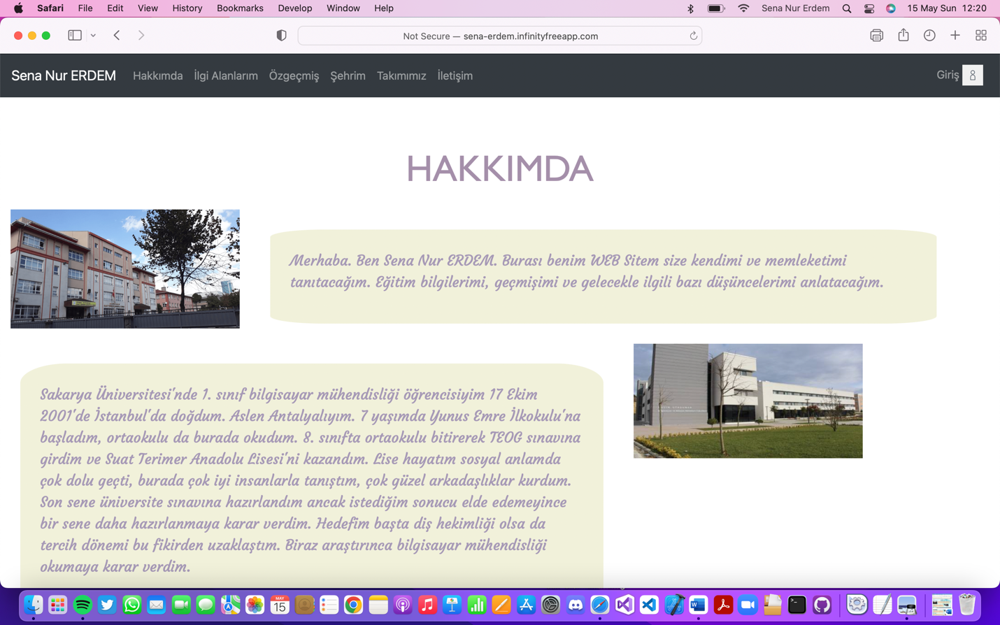 Safari File Edit View History Bookmarks Develop Window Help Sena Nur Erdem 15 May Sun 12:20
Not Secure — sena-erdem.infinityfreeapp.com
Sena Nur ERDEM Hakkımda İlgi Alanlarım Özgeçmiş Şehrim Takımımız İletişim Giriş
HAKKIMDA
Merhaba. Ben Sena Nur ERDEM. Burası benim WEB Sitem size kendimi ve memleketimi
tanıtacağım. Eğitim bilgilerimi, geçmişimi ve gelecekle ilgili bazı düşüncelerimi anlatacağım.
Sakarya Üniversitesi'nde 1. sınıf bilgisayar mühendisliği öğrencisiyim 17 Ekim
2001'de İstanbul'da doğdum. Aslen Antalyalıyım. 7 yaşımda Yunus Emre İlkokulu'na
başladım, ortaokulu da burada okudum. 8. sınıfta ortaokulu bitirerek TEOG sınavına
girdim ve Suat Terimer Anadolu Lisesi'ni kazandım. Lise hayatım sosyal anlamda
çok dolu geçti, burada çok iyi insanlarla tanıştım, çok güzel arkadaşlıklar kurdum.
Son sene üniversite sınavına hazırlandım ancak istediğim sonucu elde edemeyince
bir sene daha hazırlanmaya karar verdim. Hedefim başta diş hekimliği olsa da
tercih dönemi bu fikirden uzaklaştım. Biraz araştırınca bilgisayar mühendisliği
okumaya karar verdim.
MAY
15